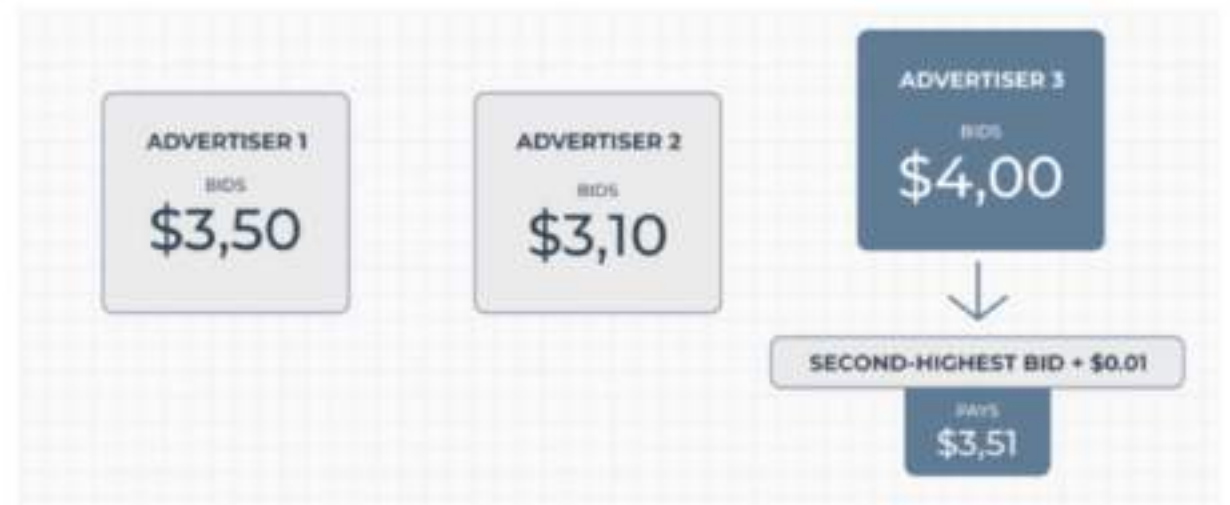 ADVERTISER 1
BIDS
$3,50
ADVERTISER 2
BIDS
$3,10
ADVERTISER 3
BIDS
$4,00
SECOND-HIGHEST BID + $0.01
PAYS
$3,51